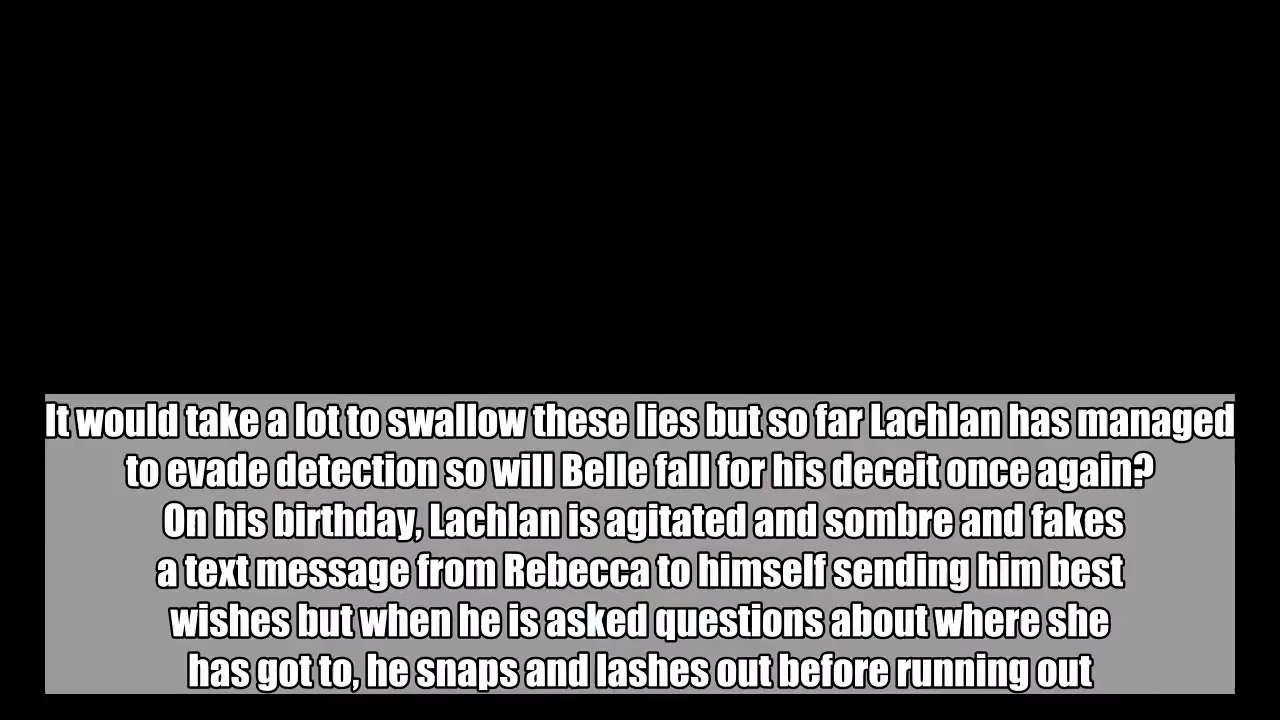 It would take a lot to swallow these lies but so far Lachlan has managed
to evade detection so will Belle fall for his deceit once again?
On his birthday, Lachlan is agitated and sombre and fakes
a text message from Rebecca to himself sending him best
wishes but when he is asked questions about where she
has got to, he snaps and lashes out before running out